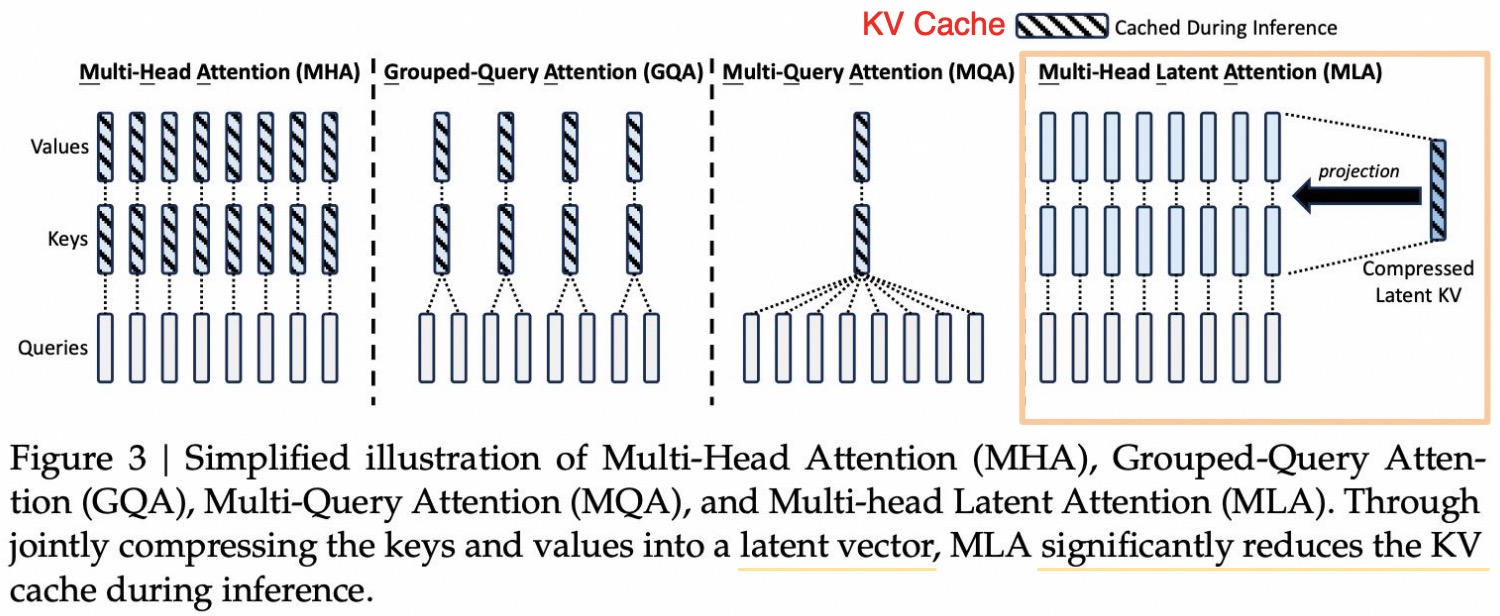 KV Cache Cached During Inference
Multi-Head Attention (MHA)
Grouped-Query Attention (GQA)
Multi-Query Attention (MQA)
Multi-Head Latent Attention (MLA)
Values
Keys
Queries
projection
Compressed
Latent KV
Figure 3 | Simplified illustration of Multi-Head Attention (MHA), Grouped-Query Atten-
tion (GQA), Multi-Query Attention (MQA), and Multi-head Latent Attention (MLA). Through
jointly compressing the keys and values into a latent vector, MLA significantly reduces the KV
cache during inference.